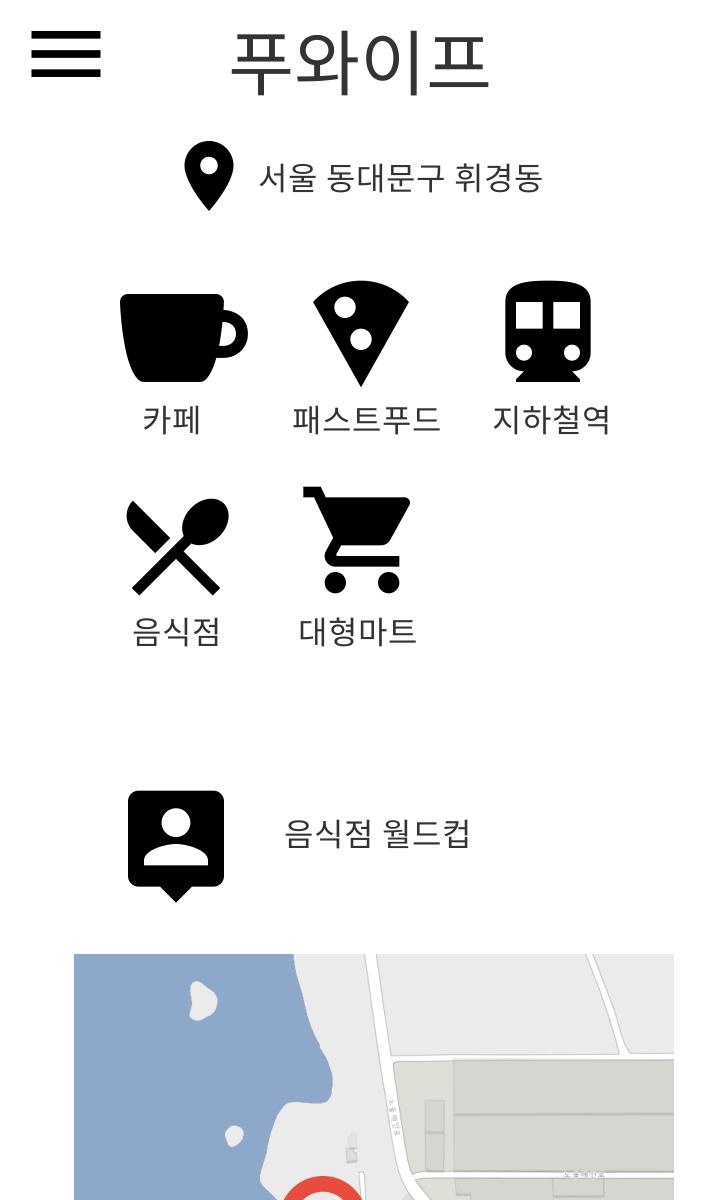 푸와이프
서울 동대문구 휘경동
카페 패스트푸드 지하철역
음식점 대형마트
음식점 월드컵